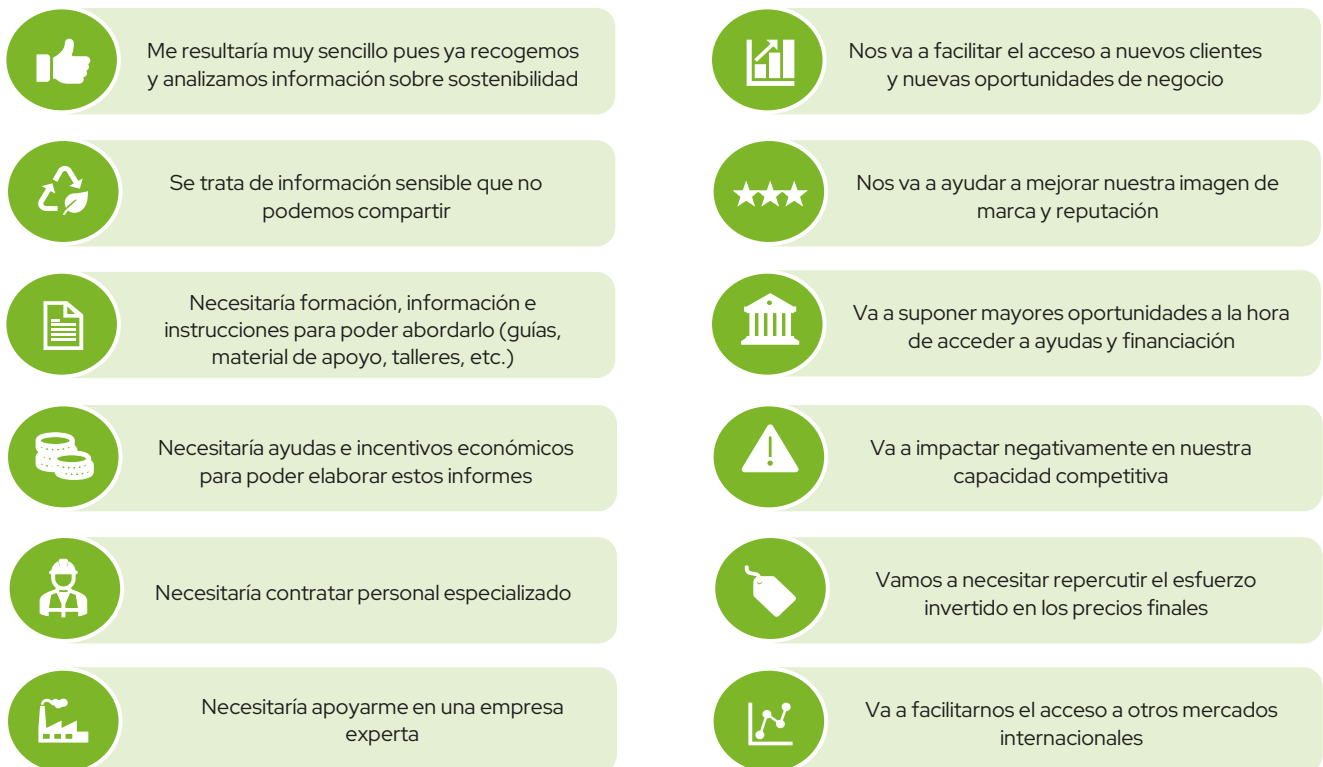 Me resultaría muy sencillo pues ya recogemos
y analizamos información sobre sostenibilidad
Se trata de información sensible que no
podemos compartir
Necesitaría formación, información e
instrucciones para poder abordarlo (guías,
material de apoyo, talleres, etc.)
Necesitaría ayudas e incentivos económicos
para poder elaborar estos informes
Necesitaría contratar personal especializado
Necesitaría apoyarme en una empresa
experta
Nos va a facilitar el acceso a nuevos clientes
y nuevas oportunidades de negocio
Nos va a ayudar a mejorar nuestra imagen de
marca y reputación
Va a suponer mayores oportunidades a la hora
de acceder a ayudas y financiación
Va a impactar negativamente en nuestra
capacidad competitiva
Vamos a necesitar repercutir el esfuerzo
invertido en los precios finales
Va a facilitarnos el acceso a otros mercados
internacionales